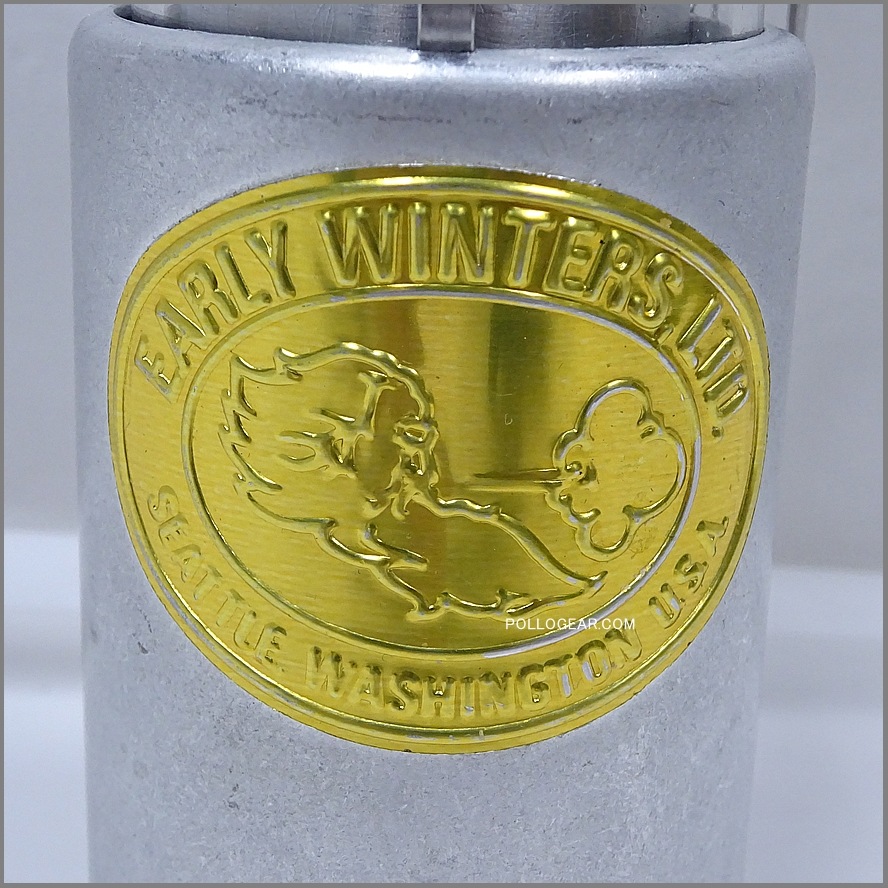 EARLY WINTERS, LTD.
SEATTLE WASHINGTON USA
POLLOGEAR.COM